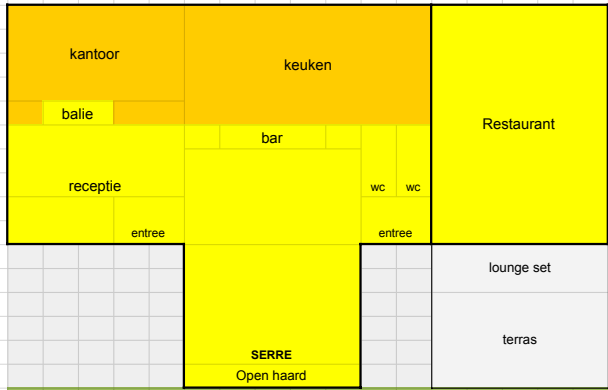 kantoor
keuken
balie
Restaurant
bar
receptie
wc
wc
entree
entree
lounge set
terras
SERRE
Open haard